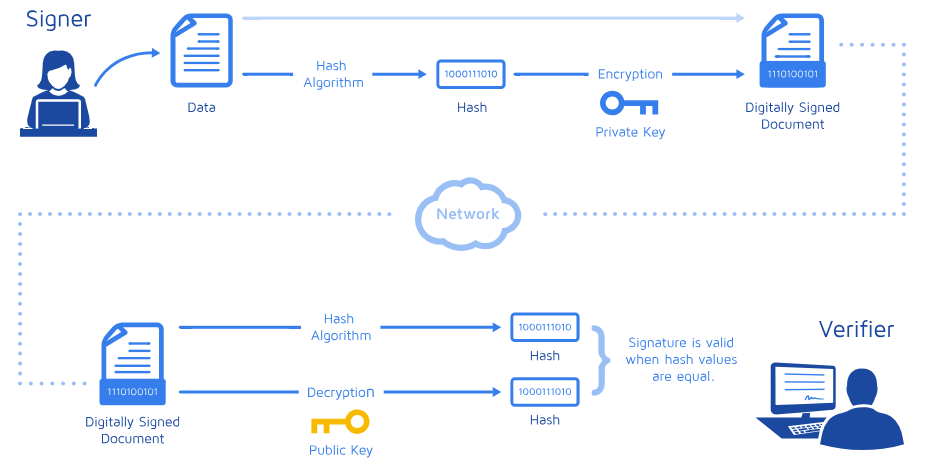 Signer
Hash
Algorithm
1000111010
Encryption
1110100101
Data
Hash
Private Key
Digitally Signed
Document
Network
Hash
Algorithm
1000111010
Hash
Verifier
Signature is valid
when hash values
are equal.
1110100101
Decryption
1000111010
Digitally Signed
Document
Hash
Public Key